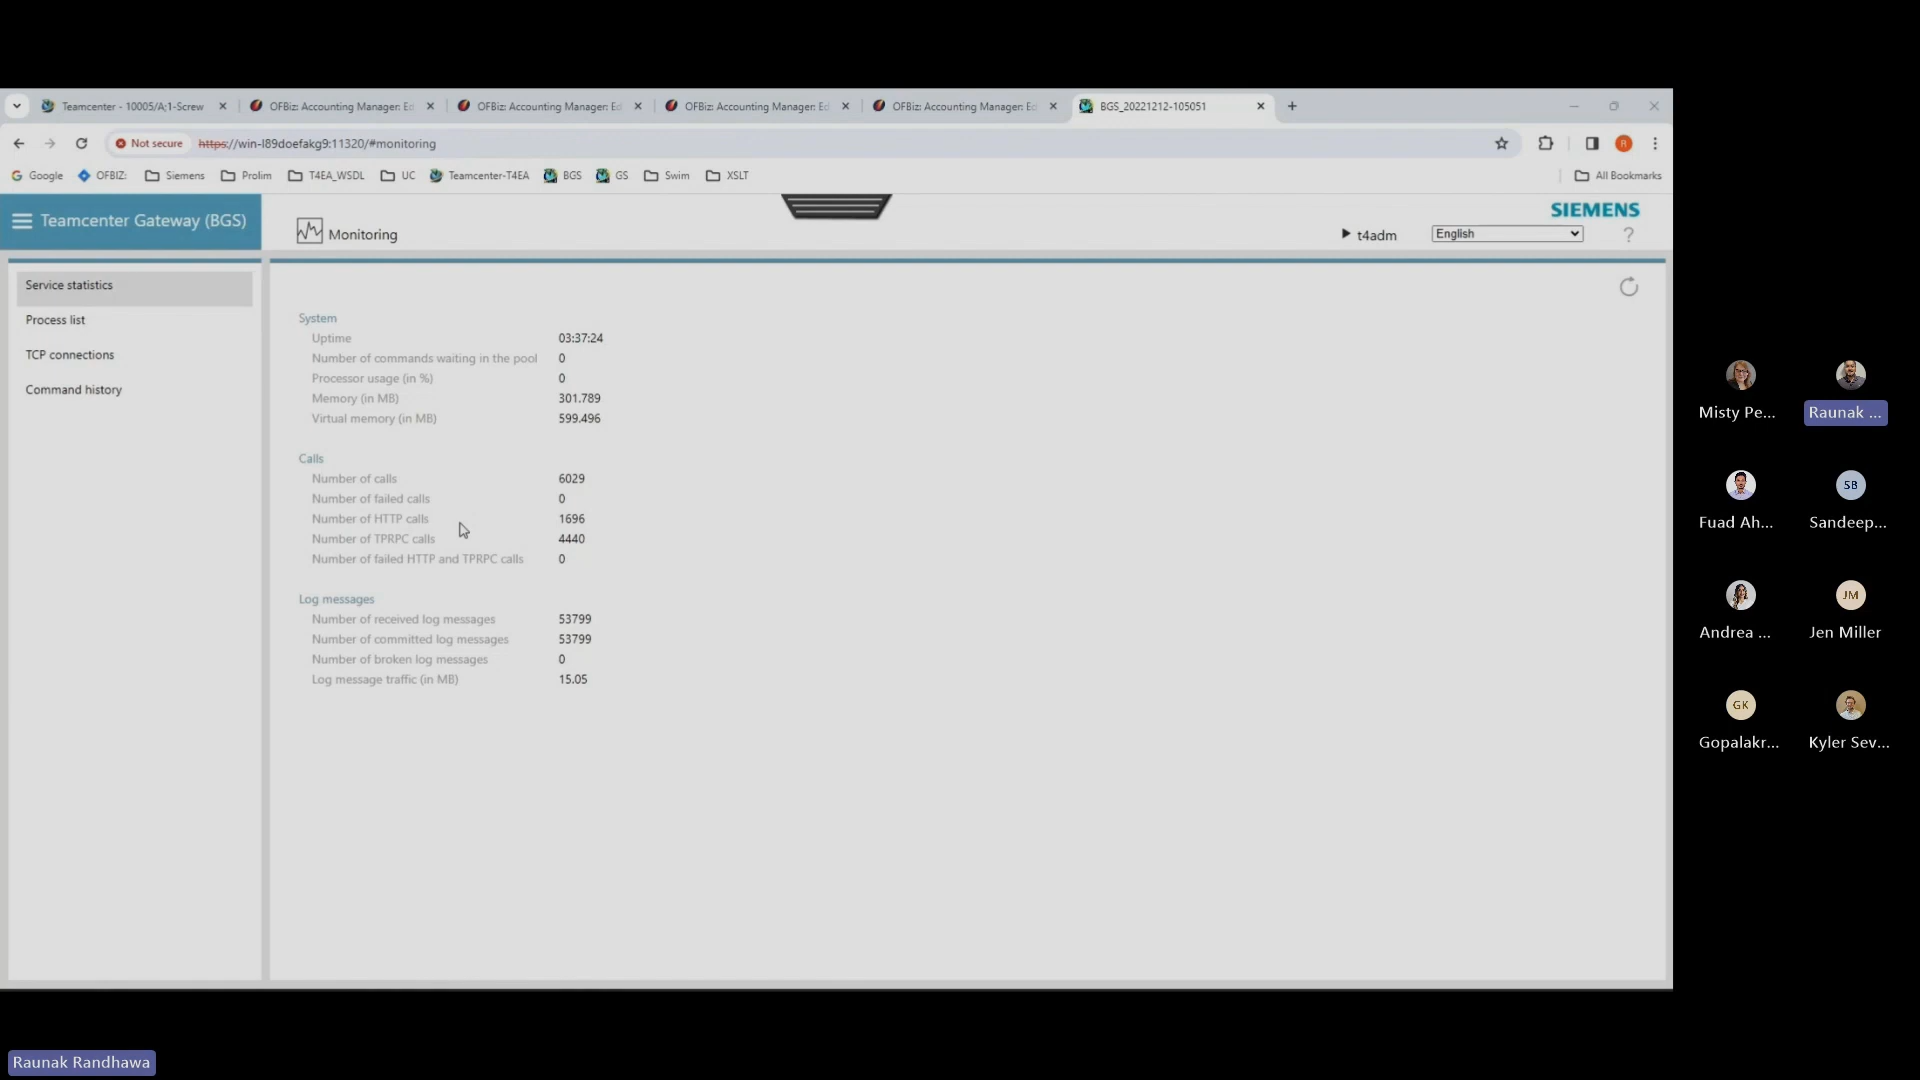 Teamcenter - 10005/A;1-Screw
OFBiz: Accounting Manager: En
OFBiz: Accounting Manager: Ed
OFBiz: Accounting Manager: Ed
OFBiz: Accounting Manager: Ed
BGS_20221212-105051
Not secure
https://win-l89doefakg9:11320/#monitoring
R
Google
OFBIZ:
Siemens
Prolim
T4EA_WSDL
UC
Teamcenter-T4EA
BGS
GS
Swim
XSLT
All Bookmarks
Teamcenter Gateway (BGS)
Monitoring
SIEMENS
t4adm
English
?
Service statistics
Process list
TCP connections
Command history
System
Uptime 03:37:24
Number of commands waiting in the pool 0
Processor usage (in %) 0
Memory (in MB) 301.789
Virtual memory (in MB) 599.496
Calls
Number of calls 6029
Number of failed calls 0
Number of HTTP calls 1696
Number of TPRPC calls 4440
Number of failed HTTP and TPRPC calls 0
Log messages
Number of received log messages 53799
Number of committed log messages 53799
Number of broken log messages 0
Log message traffic (in MB) 15.05
Misty Pe...
Raunak ...
Fuad Ah...
SB
Sandeep...
Andrea ...
JM
Jen Miller
GK
Gopalakr...
Kyler Sev...
Raunak Randhawa